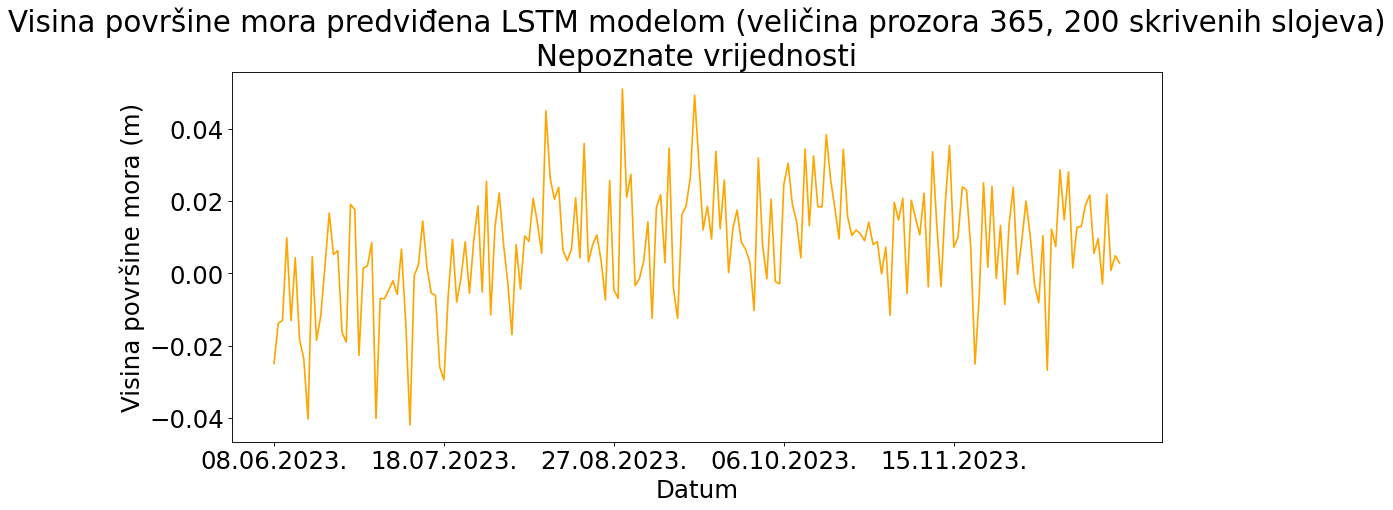 Visina površine mora predviđena LSTM modelom (veličina prozora 365, 200 skrivenih slojeva)
Nepoznate vrijednosti
Visina površine mora (m)
0.04
0.02
0.00
−0.02
−0.04
08.06.2023. 18.07.2023. 27.08.2023. 06.10.2023. 15.11.2023.
Datum